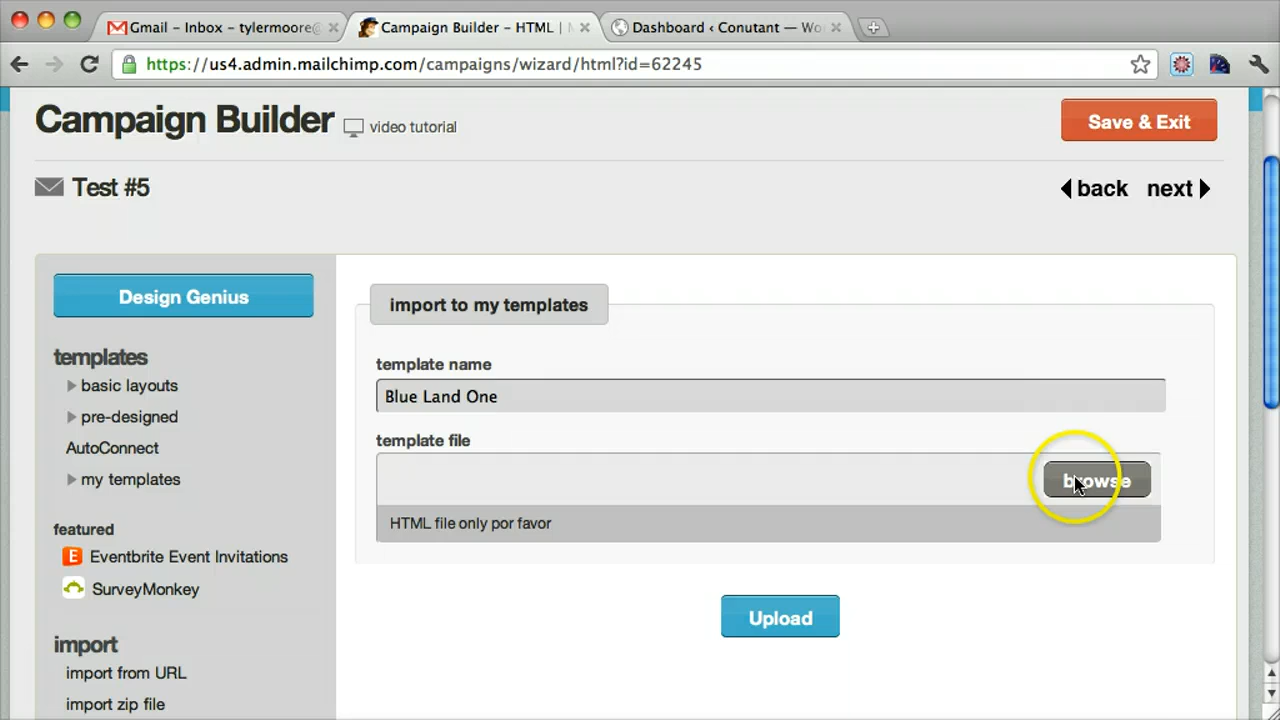 Gmail – Inbox – tylermoore@
Campaign Builder – HTML |
Dashboard ‹ Conutant — Wo
https://us4.admin.mailchimp.com/campaigns/wizard/html?id=62245
Campaign Builder
video tutorial
Save & Exit
Test #5
back next
Design Genius
import to my templates
templates
template name
basic layouts
Blue Land One
pre-designed
template file
AutoConnect
my templates
browse
HTML file only por favor
featured
E Eventbrite Event Invitations
SurveyMonkey
Upload
import
import from URL
import zip file